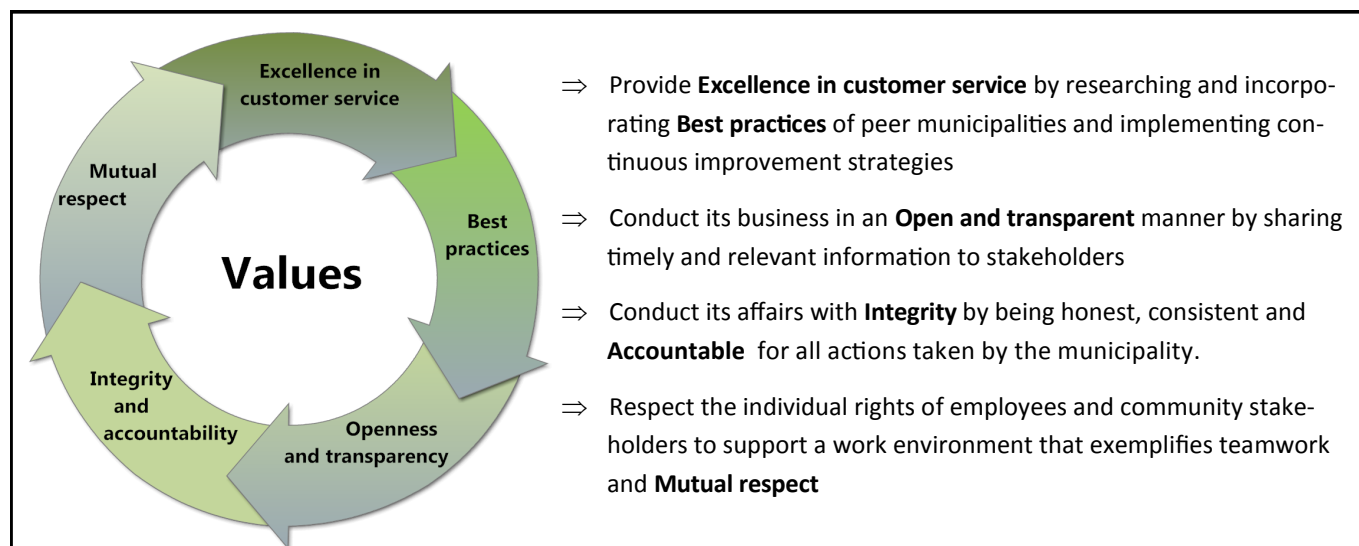 Excellence in
customer service
Best
practices
Openness
and transparency
Integrity
and
accountability
Mutual
respect
Values
⇒ Provide Excellence in customer service by researching and incorpo-
rating Best practices of peer municipalities and implementing con-
tinuous improvement strategies
⇒ Conduct its business in an Open and transparent manner by sharing
timely and relevant information to stakeholders
⇒ Conduct its affairs with Integrity by being honest, consistent and
Accountable for all actions taken by the municipality.
⇒ Respect the individual rights of employees and community stake-
holders to support a work environment that exemplifies teamwork
and Mutual respect